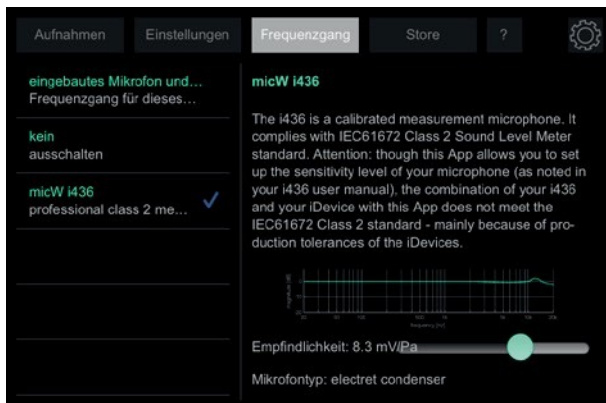 Aufnahmen
Einstellungen
Frequenzgang
Store
?
eingebautes Mikrofon und...
Frequenzgang für dieses...
kein
ausschalten
micW i436
professional class 2 me...
micW i436
The i436 is a calibrated measurement microphone. It
complies with IEC61672 Class 2 Sound Level Meter
standard. Attention: though this App allows you to set
up the sensitivity level of your microphone (as noted in
your i436 user manual), the combination of your i436
and your iDevice with this App does not meet the
IEC61672 Class 2 standard - mainly because of pro-
duction tolerances of the iDevices.
Empfindlichkeit: 8.3 mV/Pa
Mikrofontyp: electret condenser